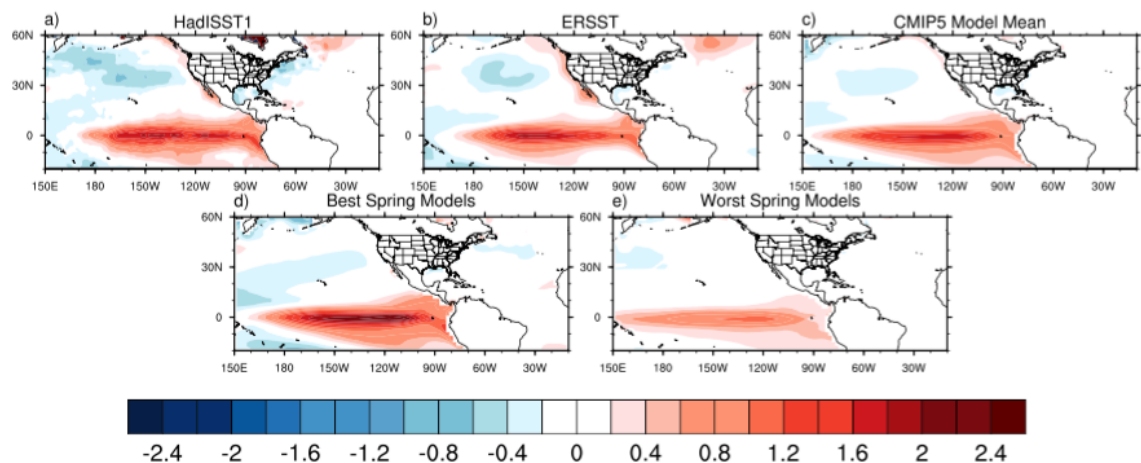 a) HadISST1
b) ERSST
c) CMIP5 Model Mean
60N 60N 60N
30N 30N 30N
0 0 0
150E 180 150W 120W 90W 60W 30W 150E 180 150W 120W 90W 60W 30W 150E 180 150W 120W 90W 60W 30W
d) Best Spring Models
e) Worst Spring Models
60N 60N
30N 30N
0 0
150E 180 150W 120W 90W 60W 30W 150E 180 150W 120W 90W 60W 30W
-2.4 -2 -1.6 -1.2 -0.8 -0.4 0 0.4 0.8 1.2 1.6 2 2.4